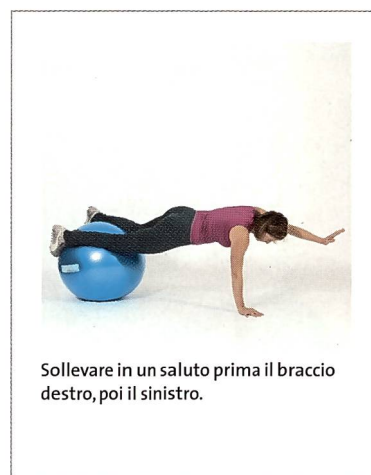 Sollevare in un saluto prima il braccio
destro, poi il sinistro.